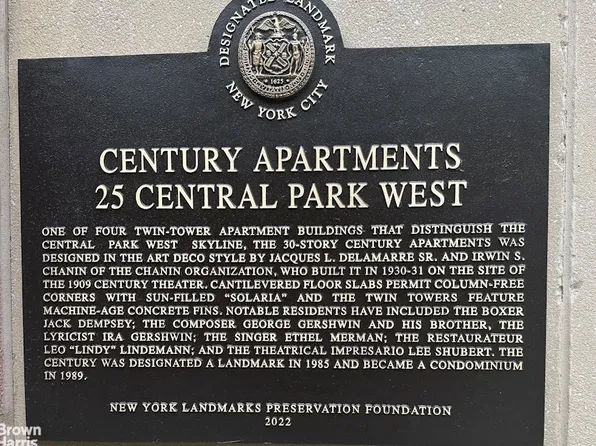 DESIGNATED LANDMARK
1625
NEW YORK CITY
CENTURY APARTMENTS
25 CENTRAL PARK WEST
ONE OF FOUR TWIN-TOWER APARTMENT BUILDINGS THAT DISTINGUISH THE
CENTRAL PARK WEST SKYLINE, THE 30-STORY CENTURY APARTMENTS WAS
DESIGNED IN THE ART DECO STYLE BY JACQUES L. DELAMARRE SR. AND IRWIN S.
CHANIN OF THE CHANIN ORGANIZATION, WHO BUILT IT IN 1930-31 ON THE SITE OF
THE 1909 CENTURY THEATER. CANTILEVERED FLOOR SLABS PERMIT COLUMN-FREE
CORNERS WITH SUN-FILLED "SOLARIA" AND THE TWIN TOWERS FEATURE
MACHINE-AGE CONCRETE FINS. NOTABLE RESIDENTS HAVE INCLUDED THE BOXER
JACK DEMPSEY; THE COMPOSER GEORGE GERSHWIN AND HIS BROTHER, THE
LYRICIST IRA GERSHWIN; THE SINGER ETHEL MERMAN; THE RESTAURATEUR
LEO "LINDY" LINDEMANN; AND THE THEATRICAL IMPRESARIO LEE SHUBERT. THE
CENTURY WAS DESIGNATED A LANDMARK IN 1985 AND BECAME A CONDOMINIUM
IN 1989.
NEW YORK LANDMARKS PRESERVATION FOUNDATION
2022
Brown
Harris